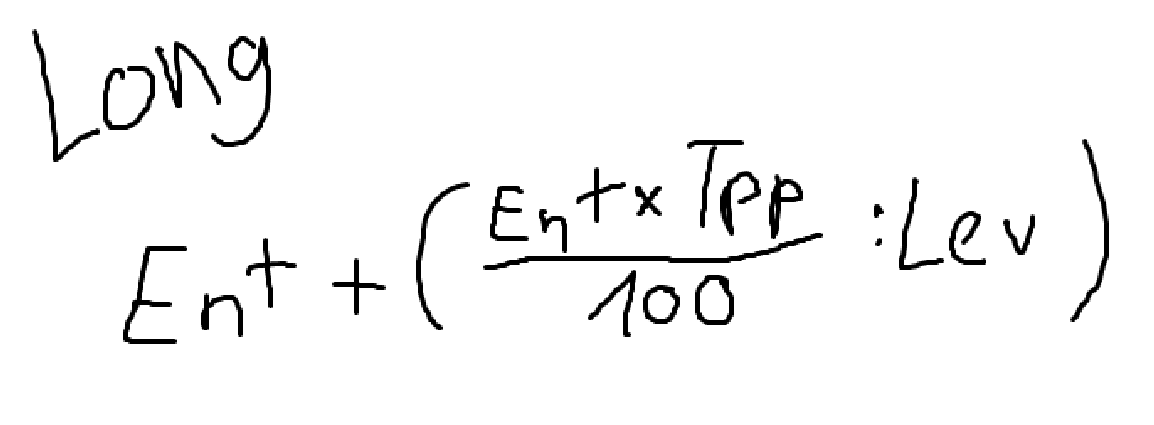 Long
Ent + (Ent x Tpp / 100 : Lev)